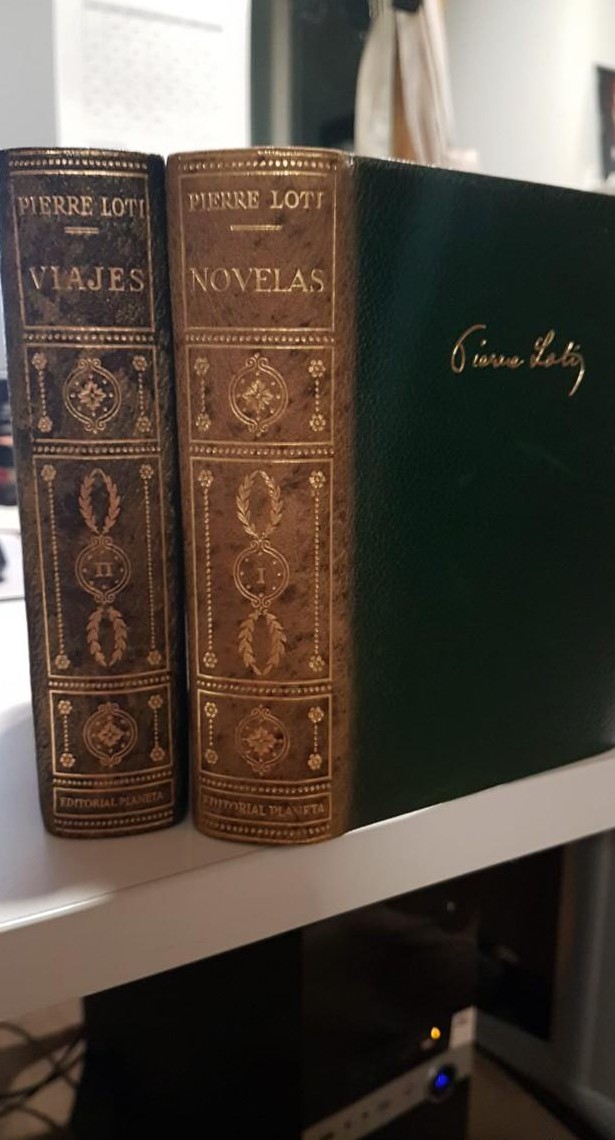 PIERRE LOTI
VIAJES
II
EDITORIAL PLANETA
PIERRE LOTI
NOVELAS
I
EDITORIAL PLANETA
Pierre Loti